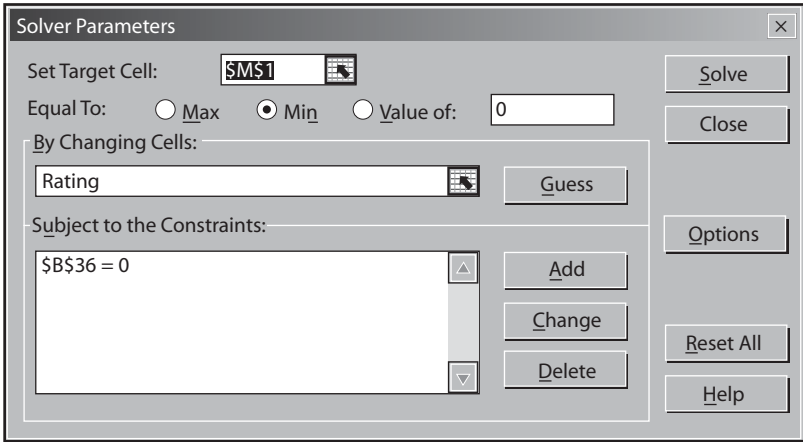 Solver Parameters
Set Target Cell: $M$1
Solve
Equal To: Max Min Value of: 0
Close
By Changing Cells:
Rating
Guess
Subject to the Constraints:
Options
$B$36 = 0
Add
Change
Reset All
Delete
Help